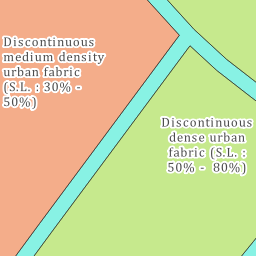 Discontinuous
medium density
urban fabric
(S.L. : 30% -
50%)
Discontinuous
dense urban
fabric (S.L. :
50% -  80%)